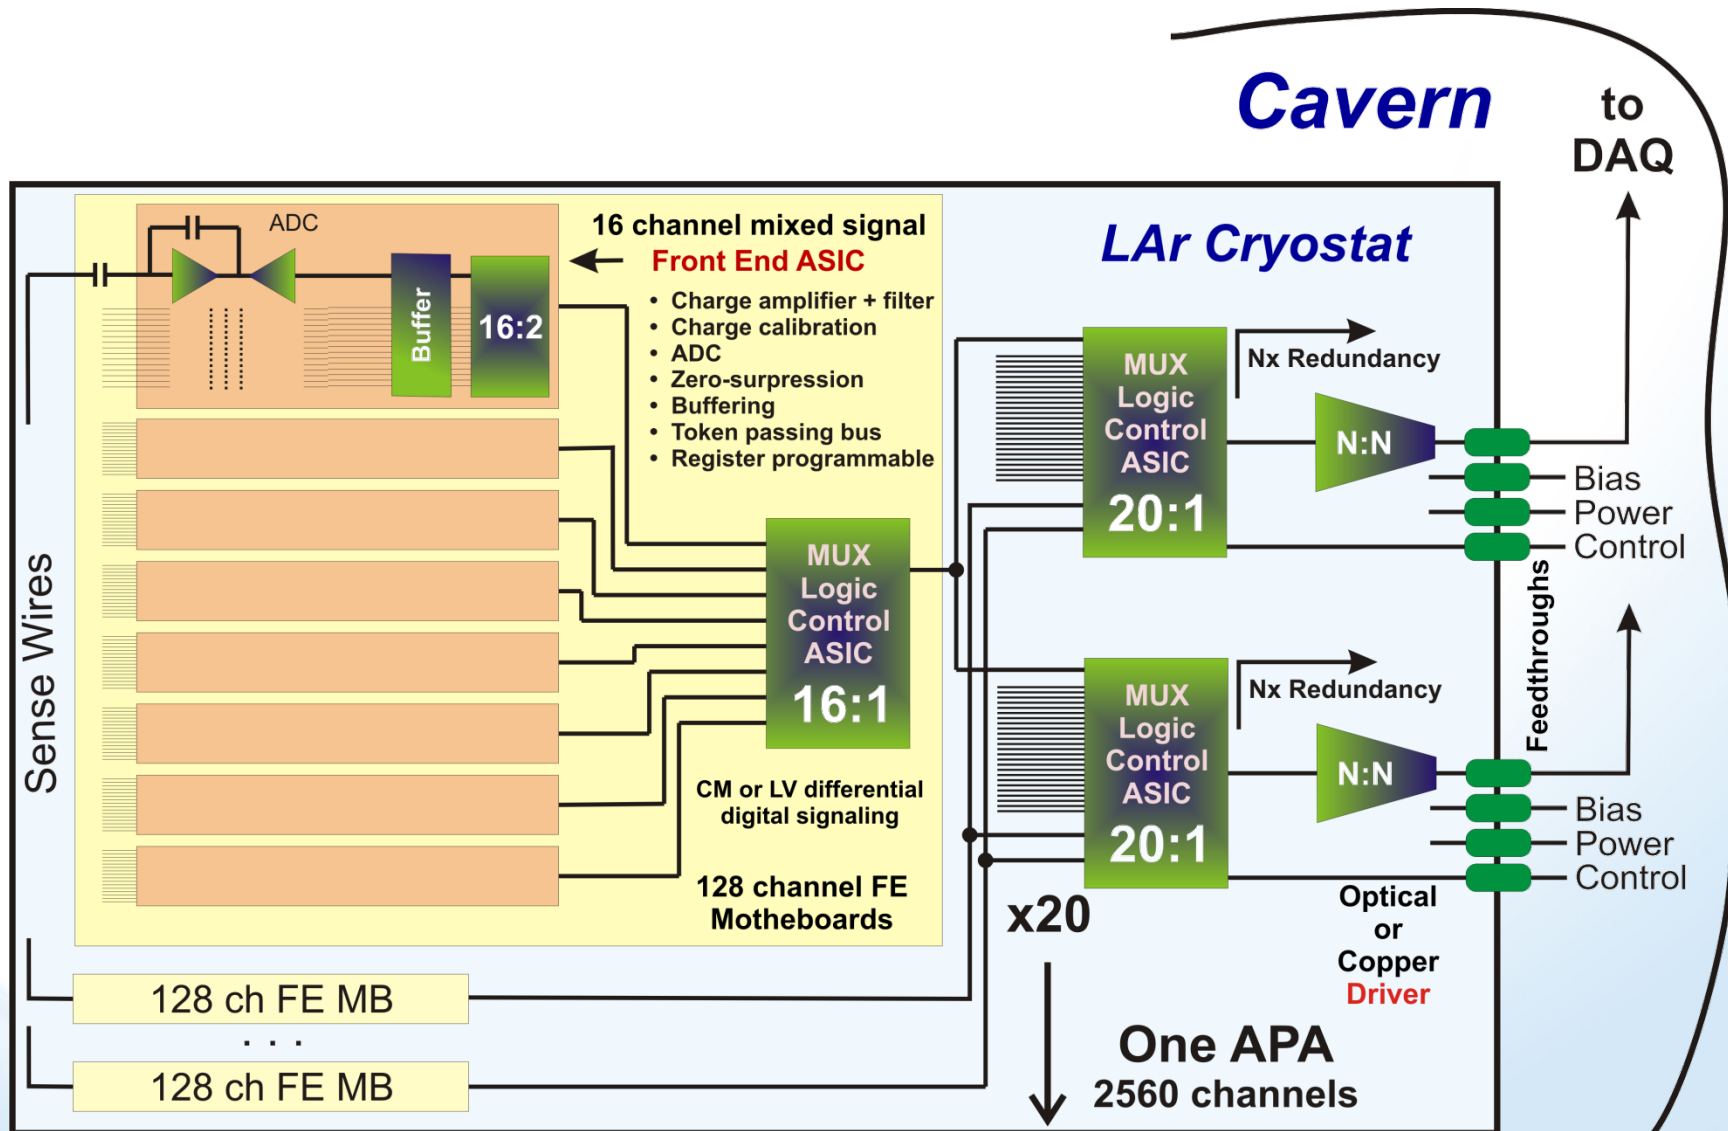 Cavern
to
DAQ
LAr Cryostat
ADC
Buffer
16:2
16 channel mixed signal
Front End ASIC
• Charge amplifier + filter
• Charge calibration
• ADC
• Zero-surpression
• Buffering
• Token passing bus
• Register programmable
Sense Wires
MUX
Logic
Control
ASIC
16:1
CM or LV differential
digital signaling
128 channel FE
Motheboards
128 ch FE MB
. . .
128 ch FE MB
MUX
Logic
Control
ASIC
20:1
Nx Redundancy
N:N
Bias
Power
Control
Feedthroughs
MUX
Logic
Control
ASIC
20:1
Nx Redundancy
N:N
Bias
Power
Control
Optical
or
Copper
Driver
x20
One APA
2560 channels